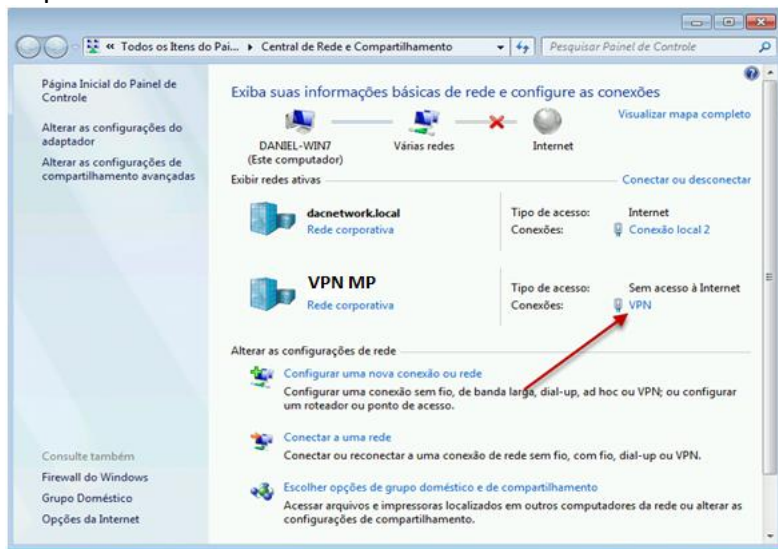 « Todos os Itens do Pai... ▸ Central de Rede e Compartilhamento
Pesquisar Painel de Controle
Página Inicial do Painel de
Controle
Alterar as configurações do
adaptador
Alterar as configurações de
compartilhamento avançadas
Exiba suas informações básicas de rede e configure as conexões
Visualizar mapa completo
DANIEL-WIN7
(Este computador)
Várias redes
Internet
Exibir redes ativas
Conectar ou desconectar
dacnetwork.local
Rede corporativa
Tipo de acesso: Internet
Conexões: Conexão local 2
VPN MP
Rede corporativa
Tipo de acesso: Sem acesso à Internet
Conexões: VPN
Alterar as configurações de rede
Configurar uma nova conexão ou rede
Configurar uma conexão sem fio, de banda larga, dial-up, ad hoc ou VPN; ou configurar
um roteador ou ponto de acesso.
Conectar a uma rede
Conectar ou reconectar a uma conexão de rede sem fio, com fio, dial-up ou VPN.
Escolher opções de grupo doméstico e de compartilhamento
Acessar arquivos e impressoras localizados em outros computadores da rede ou alterar as
configurações de compartilhamento.
Consulte também
Firewall do Windows
Grupo Doméstico
Opções da Internet